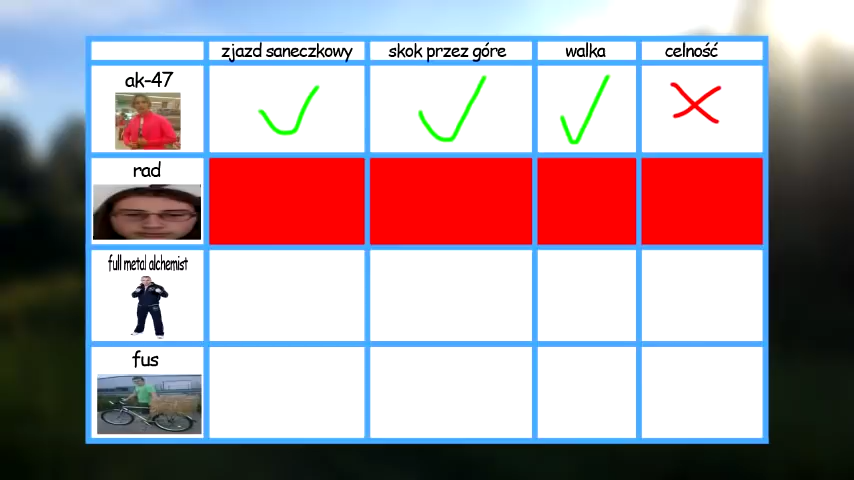 zjazd saneczkowy skok przez góre walka celność
ak-47
rad
full metal alchemist
fus